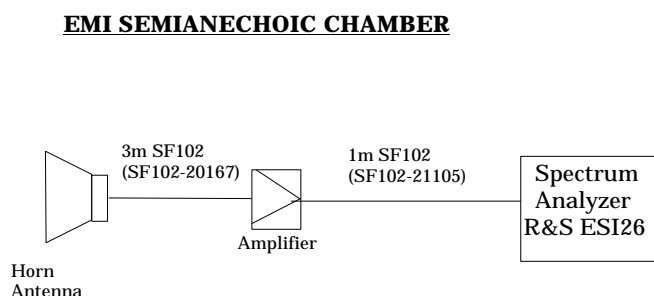 EMI SEMIANECHOIC CHAMBER
3m SF102
(SF102-20167)
1m SF102
(SF102-21105)
Spectrum
Analyzer
R&S ESI26
Amplifier
Horn
Antenna